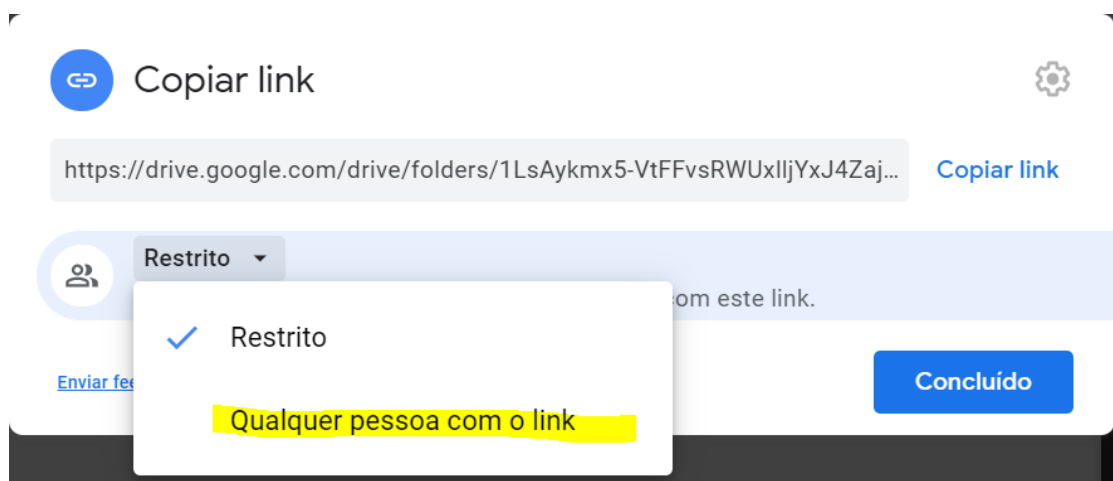 Copiar link
https://drive.google.com/drive/folders/1LsAykmx5-VtFFvsRWUxlljYxJ4Zaj... Copiar link
Restrito
om este link.
Restrito
Enviar fee
Concluído
Qualquer pessoa com o link